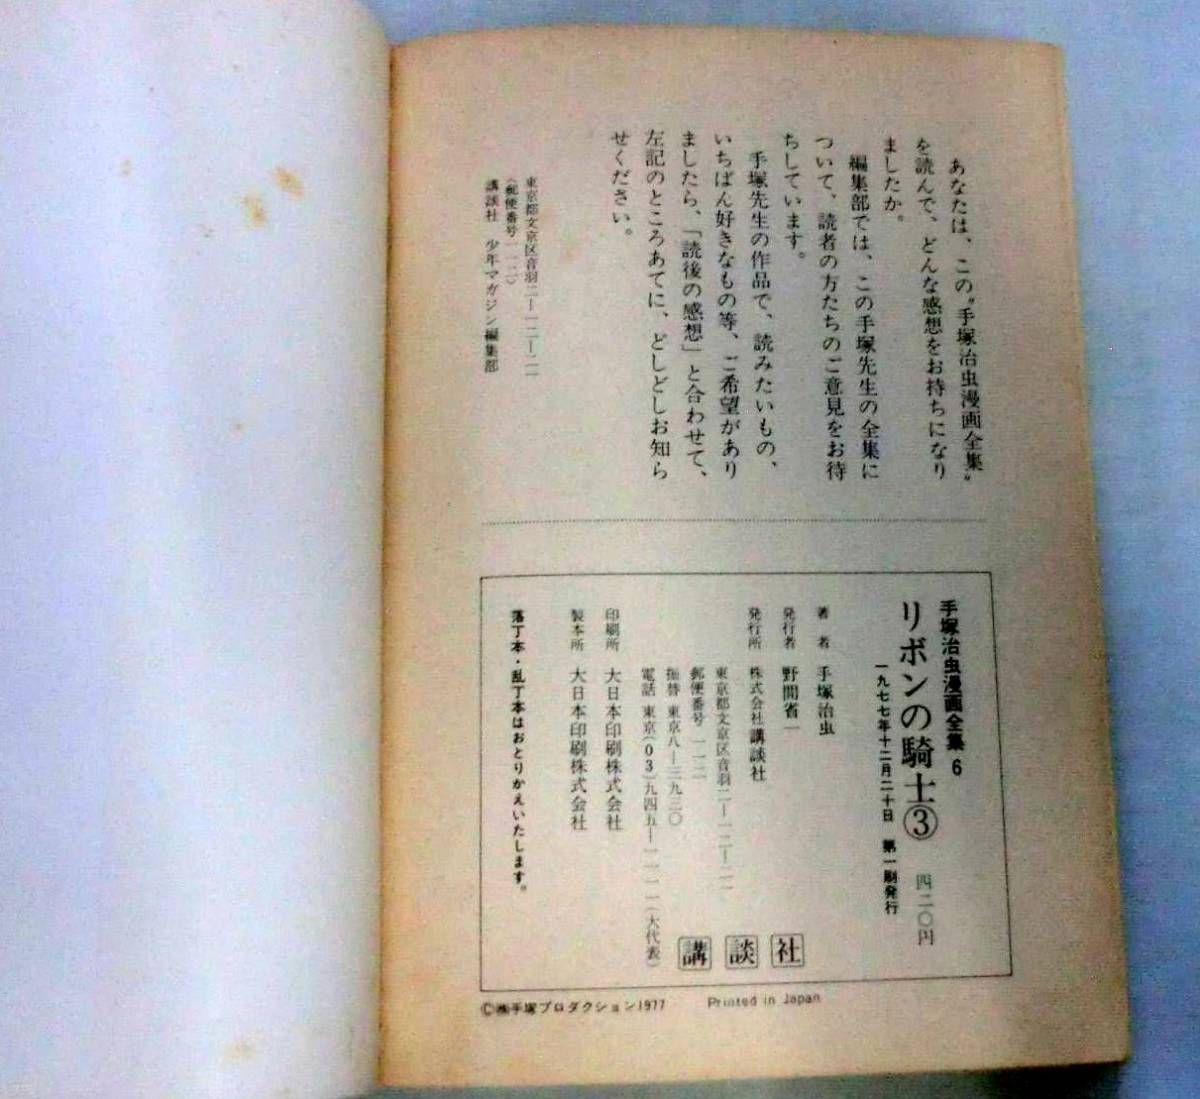 あなたは、この〝手塚治虫漫画全集〟
を読んで、どんな感想をお持ちになり
ましたか。
編集部では、この手塚先生の全集に
ついて、読者の方たちのご意見をお待
ちしています。
手塚先生の作品で、読みたいもの、
いちばん好きなもの等、ご希望があり
ましたら、「読後の感想」と合わせて、
左記のところあてに、どしどしお知ら
せください。
東京都文京区音羽二―一二―二一
(郵便番号一一二)
講談社 少年マガジン編集部
手塚治虫漫画全集 6
リボンの騎士③ 四二〇円
一九七七年十二月二十日 第一刷発行
著者 手塚治虫
発行者 野間省一
発行所 株式会社講談社
東京都文京区音羽二―一二―二一
郵便番号 一一二
振替 東京八―三九三〇
電話 東京(03)九四五―一一一一(大代表)
印刷所 大日本印刷株式会社
製本所 大日本印刷株式会社
落丁本・乱丁本はおとりかえいたします。
講談社
Ⓒ㈱手塚プロダクション1977 Printed in Japan